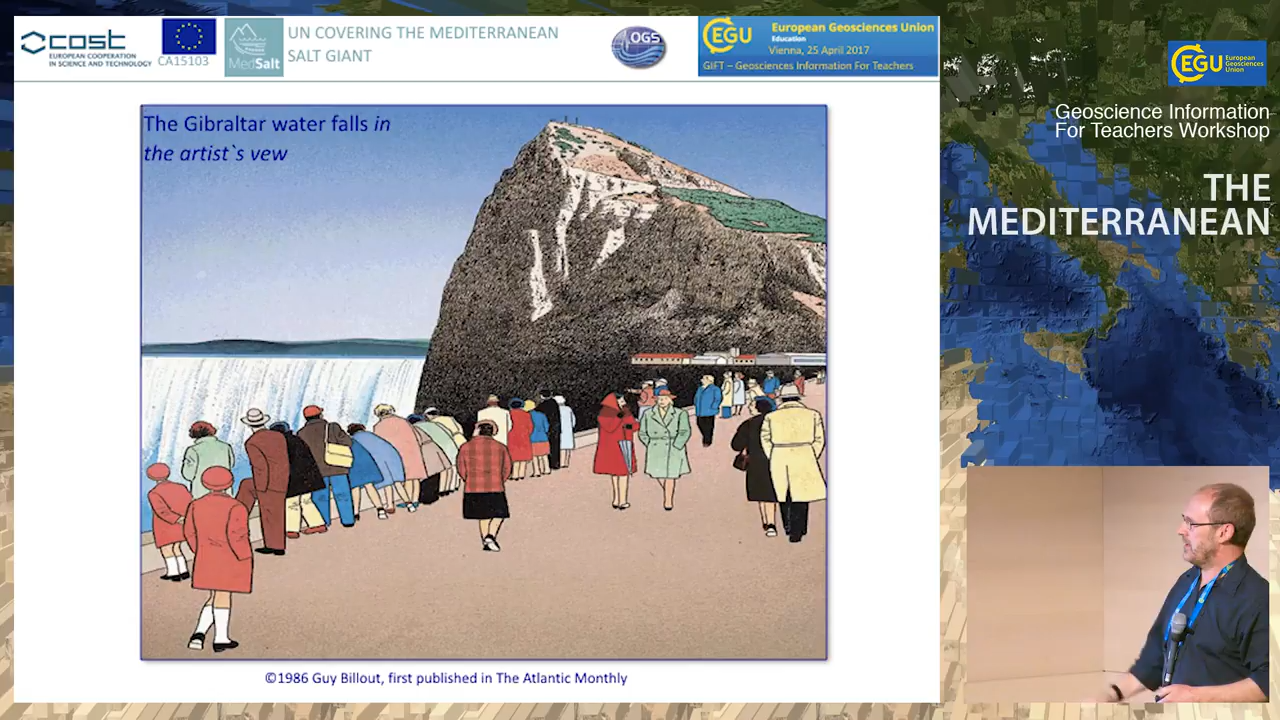 cost
EUROPEAN COOPERATION
IN SCIENCE AND TECHNOLOGY
CA15103
MedSalt
UN COVERING THE MEDITERRANEAN
SALT GIANT
OGS
EGU
European Geosciences Union
Education
Vienna, 25 April 2017
GIFT – Geosciences Information For Teachers
The Gibraltar water falls in
the artist`s vew
©1986 Guy Billout, first published in The Atlantic Monthly
EGU
European
Geosciences
Union
Geoscience Information
For Teachers Workshop
THE
MEDITERRANEAN